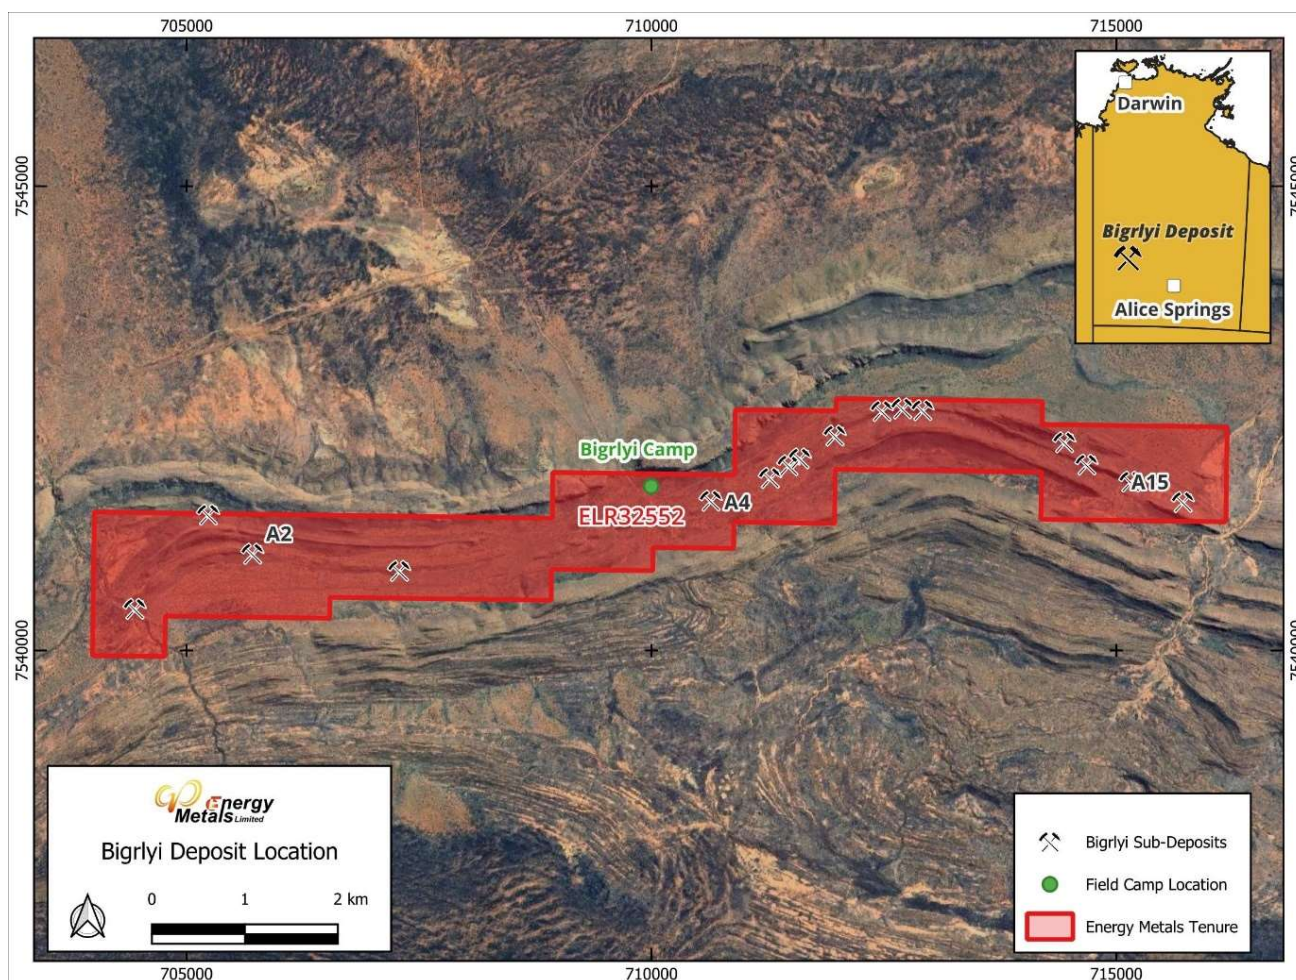 705000
710000
715000
7545000
7545000
Darwin
Bigrlyi Deposit
Alice Springs
Bigrlyi Camp
ELR32552
A2
A4
A15
7540000
7540000
Energy
Metals Limited
Bigrlyi Deposit Location
0 1 2 km
Bigrlyi Sub-Deposits
Field Camp Location
Energy Metals Tenure
705000
710000
715000